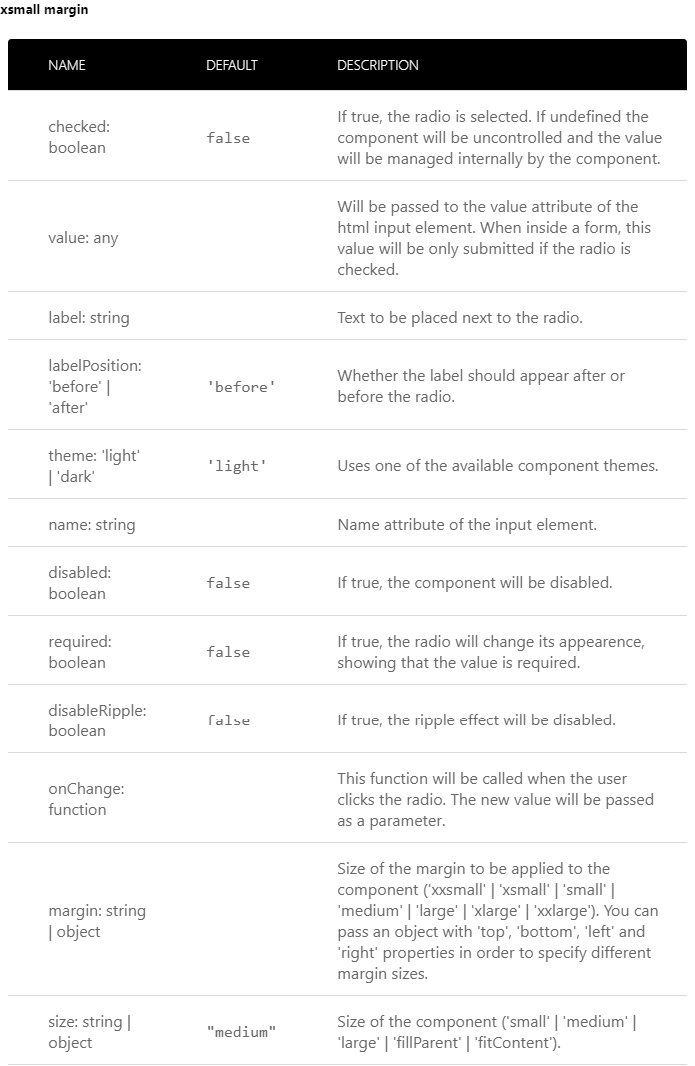 xsmall margin
NAME DEFAULT DESCRIPTION
checked:
boolean
false
If true, the radio is selected. If undefined the
component will be uncontrolled and the value
will be managed internally by the component.
value: any
Will be passed to the value attribute of the
html input element. When inside a form, this
value will be only submitted if the radio is
checked.
label: string
Text to be placed next to the radio.
labelPosition:
'before' |
'after'
'before'
Whether the label should appear after or
before the radio.
theme: 'light'
| 'dark'
'light'
Uses one of the available component themes.
name: string
Name attribute of the input element.
disabled:
boolean
false
If true, the component will be disabled.
required:
boolean
false
If true, the radio will change its appearence,
showing that the value is required.
disableRipple:
boolean
false
If true, the ripple effect will be disabled.
onChange:
function
This function will be called when the user
clicks the radio. The new value will be passed
as a parameter.
margin: string
| object
Size of the margin to be applied to the
component ('xxsmall' | 'xsmall' | 'small' |
'medium' | 'large' | 'xlarge' | 'xxlarge'). You can
pass an object with 'top', 'bottom', 'left' and
'right' properties in order to specify different
margin sizes.
size: string |
object
"medium"
Size of the component ('small' | 'medium' |
'large' | 'fillParent' | 'fitContent').